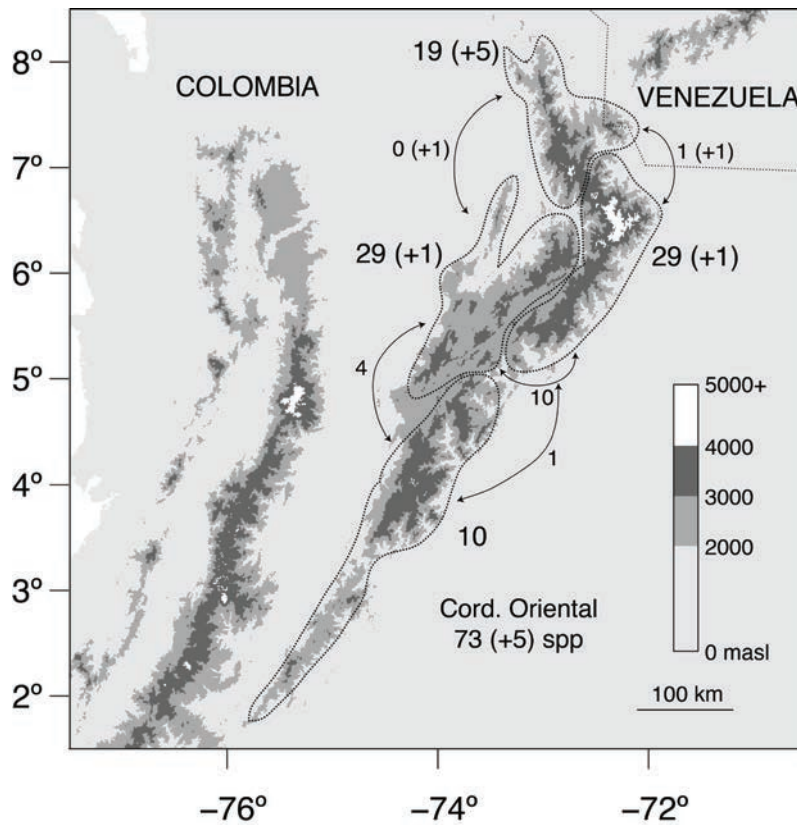 8º
7º
6º
5º
4º
3º
2º
19 (+5)
COLOMBIA
VENEZUELA
0 (+1)
1 (+1)
29 (+1)
29 (+1)
4
10
1
10
5000+
4000
3000
2000
0 masl
Cord. Oriental
73 (+5) spp
100 km
−76º
−74º
−72º